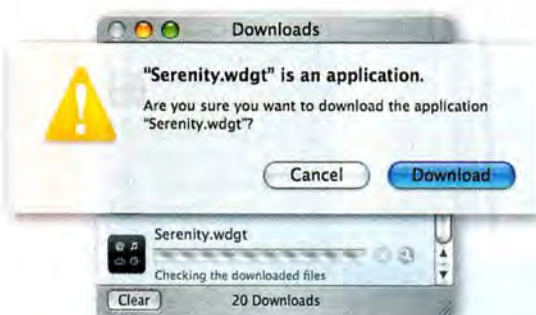 Downloads
"Serenity.wdgt" is an application.
Are you sure you want to download the application
"Serenity.wdgt"?
Cancel Download
Serenity.wdgt
Checking the downloaded files
Clear 20 Downloads